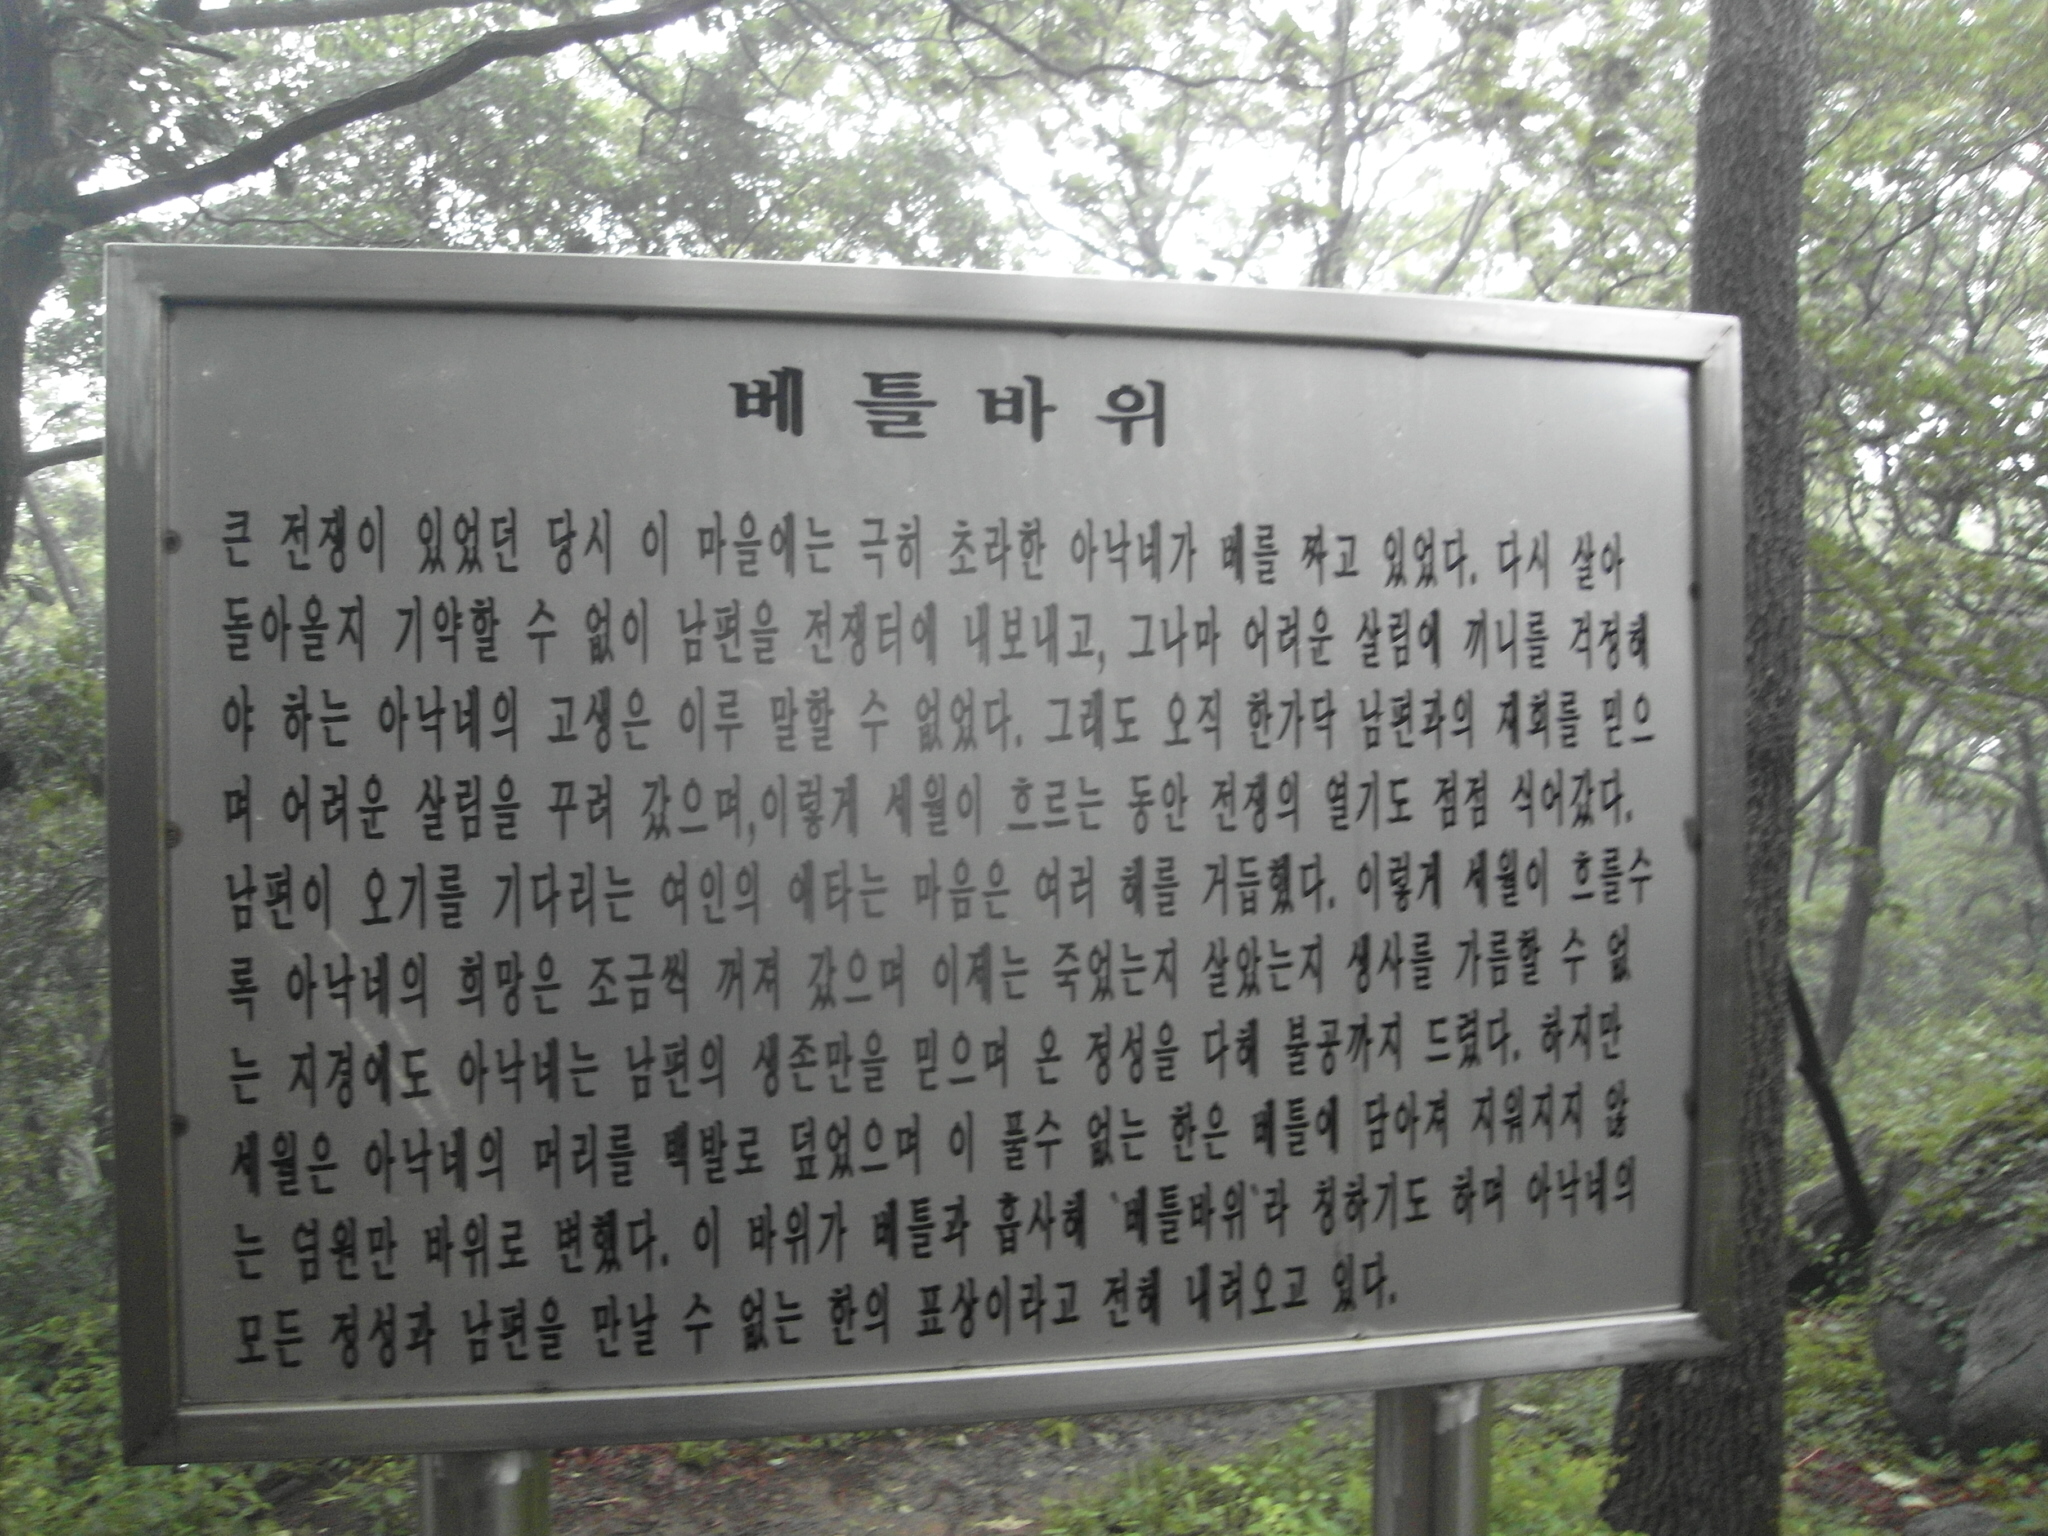 베틀바위
큰 전쟁이 있었던 당시 이 마을에는 극히 초라한 아낙네가 베를 짜고 있었다. 다시 살아
돌아올지 기약할 수 없이 남편을 전쟁터에 내보내고, 그나마 어려운 살림에 끼니를 걱정해
야 하는 아낙네의 고생은 이루 말할 수 없었다. 그래도 오직 한가닥 남편과의 재회를 믿으
며 어려운 살림을 꾸려 갔으며,이렇게 세월이 흐르는 동안 전쟁의 열기도 점점 식어갔다.
남편이 오기를 기다리는 여인의 애타는 마음은 여러 해를 거듭했다. 이렇게 세월이 흐를수
록 아낙네의 희망은 조금씩 꺼져 갔으며 이제는 죽었는지 살았는지 생사를 가름할 수 없
는 지경에도 아낙네는 남편의 생존만을 믿으며 온 정성을 다해 불공까지 드렸다. 하지만
세월은 아낙네의 머리를 백발로 덮었으며 이 풀수 없는 한은 베틀에 담아져 지워지지 않
는 염원만 바위로 변했다. 이 바위가 베틀과 흡사해 `베틀바위`라 칭하기도 하며 아낙네의
모든 정성과 남편을 만날 수 없는 한의 표상이라고 전해 내려오고 있다.